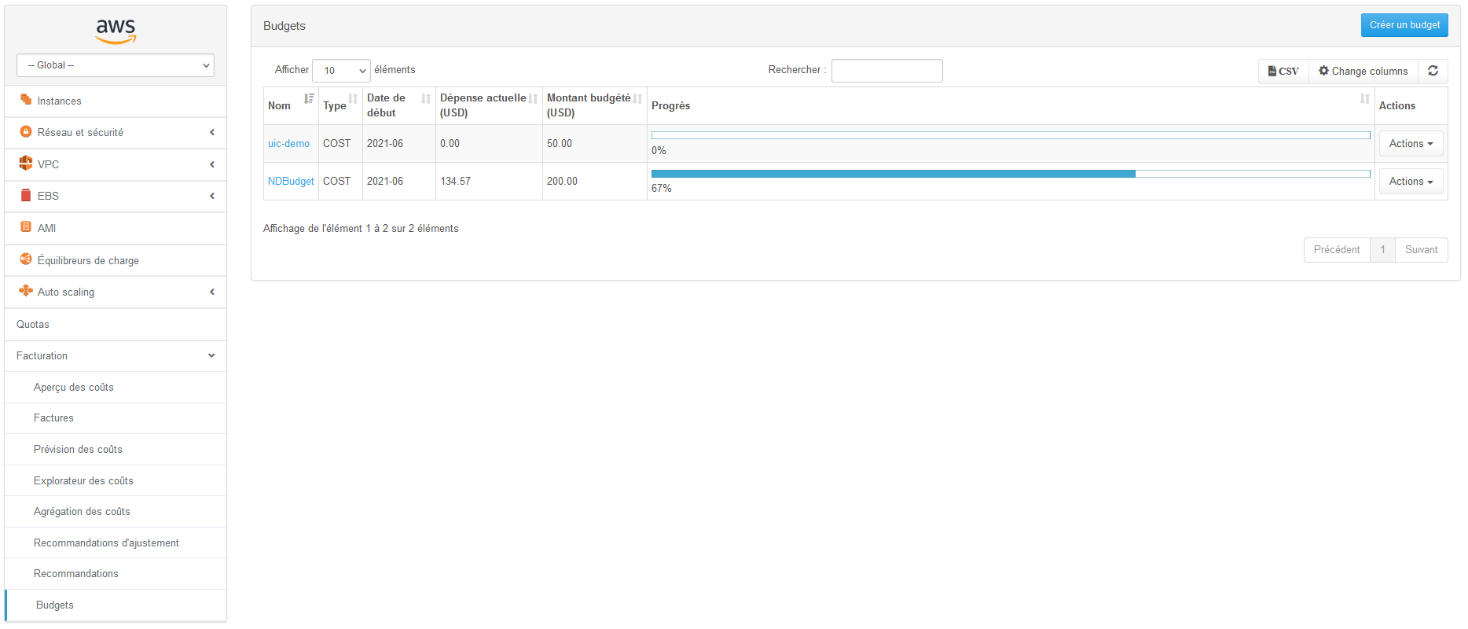 aws
-- Global --
Instances
Réseau et sécurité
VPC
EBS
AMI
Équilibreurs de charge
Auto scaling
Quotas
Facturation
Aperçu des coûts
Factures
Prévision des coûts
Explorateur des coûts
Agrégation des coûts
Recommandations d'ajustement
Recommandations
Budgets
Budgets
Créer un budget
Afficher 10 éléments
Rechercher :
CSV
Change columns
Nom
Type
Date de
début
Dépense actuelle
(USD)
Montant budgété
(USD)
Progrès
Actions
uic-demo COST 2021-06 0.00 50.00 0% Actions
NDBudget COST 2021-06 134.57 200.00 67% Actions
Affichage de l'élément 1 à 2 sur 2 éléments
Précédent 1 Suivant